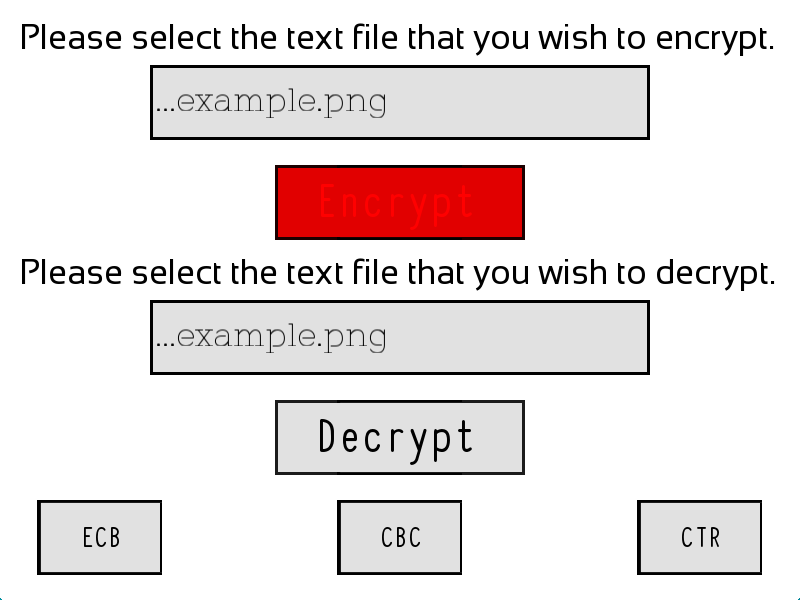 Please select the text file that you wish to encrypt.
...example.png
Encrypt
Please select the text file that you wish to decrypt.
...example.png
Decrypt
ECB CBC CTR